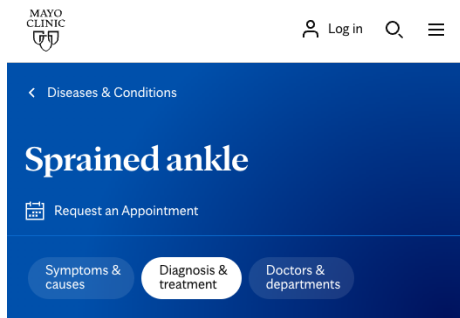 MAYO
CLINIC
Log in
Diseases & Conditions
Sprained ankle
Request an Appointment
Symptoms &
causes
Diagnosis &
treatment
Doctors &
departments